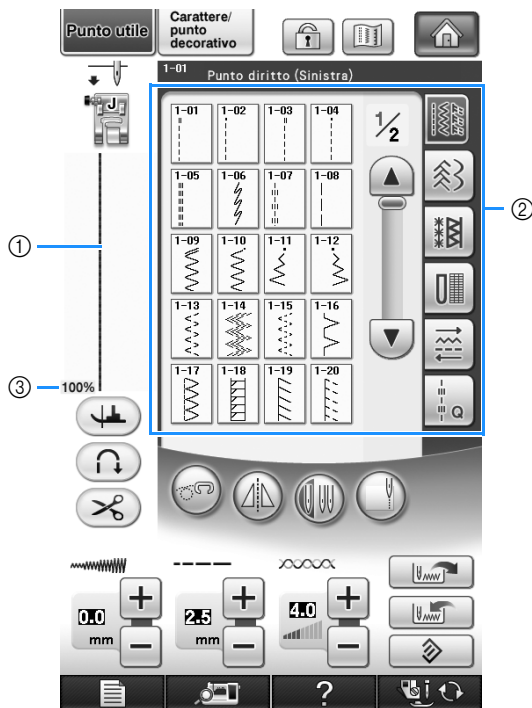 Punto utile
Carattere/
punto
decorativo
1-01 Punto diritto (Sinistra)
J
1-01 1-02 1-03 1-04
1/2
1-05 1-06 1-07 1-08
①
②
1-09 1-10 1-11 1-12
1-13 1-14 1-15 1-16
③ 100%
1-17 1-18 1-19 1-20
Q
0.0 2.5 4.0
mm mm
+ + +
− − −
?